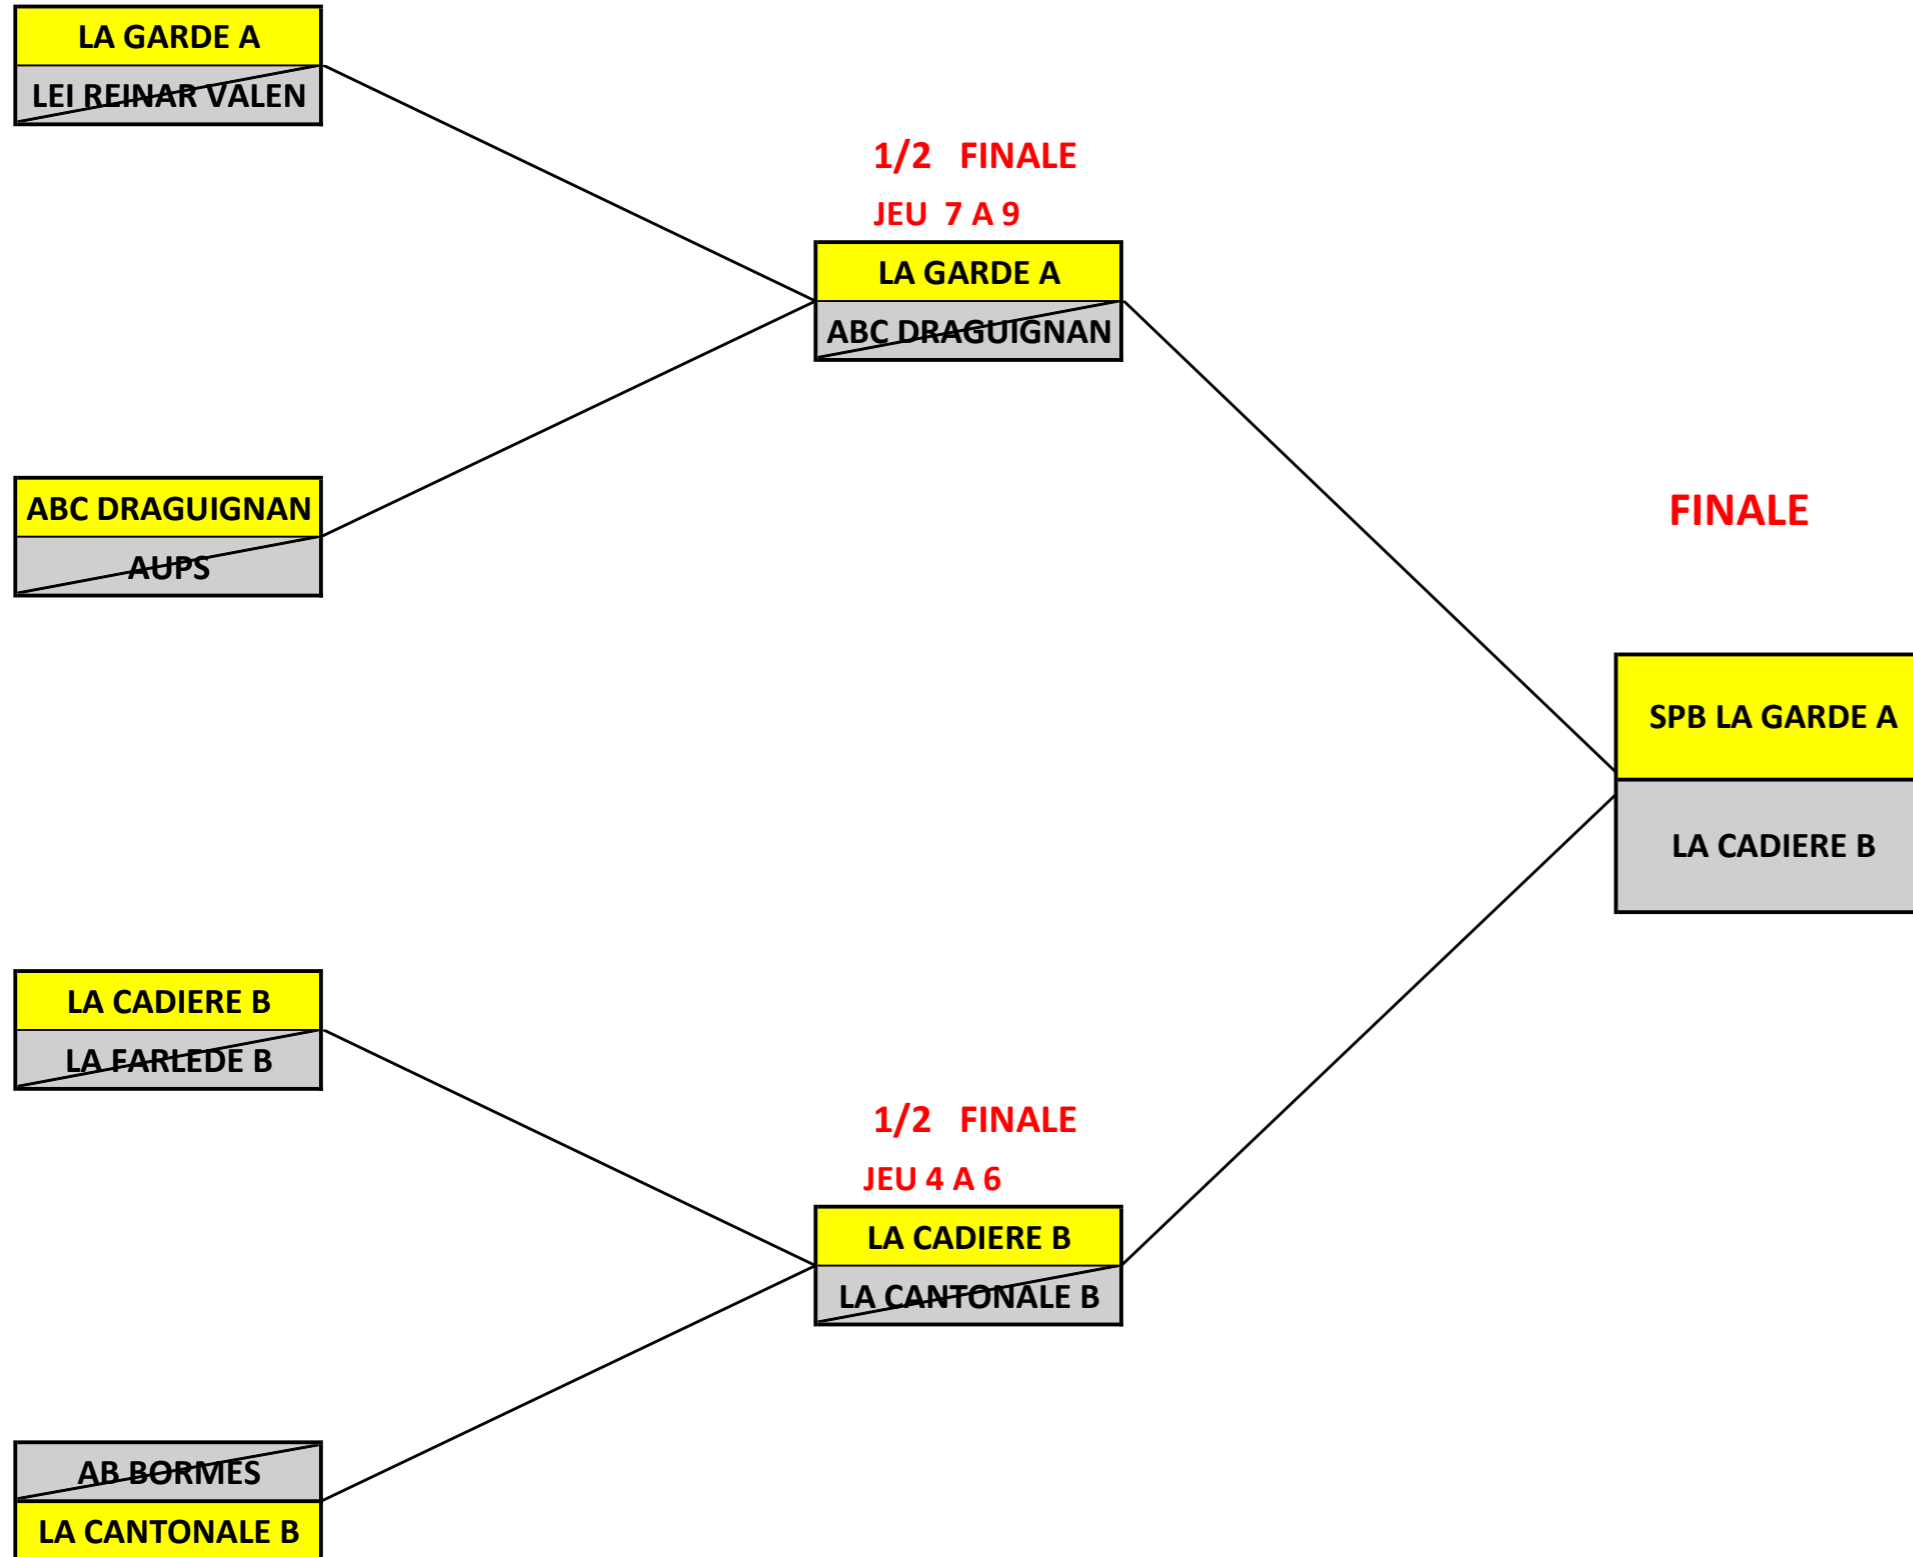 LA GARDE A
LEI REINAR VALEN
ABC DRAGUIGNAN
AUPS
LA CADIERE B
LA FARLEDE B
AB BORMES
LA CANTONALE B
1/2 FINALE
JEU 7 A 9
LA GARDE A
ABC DRAGUIGNAN
1/2 FINALE
JEU 4 A 6
LA CADIERE B
LA CANTONALE B
FINALE
SPB LA GARDE A
LA CADIERE B